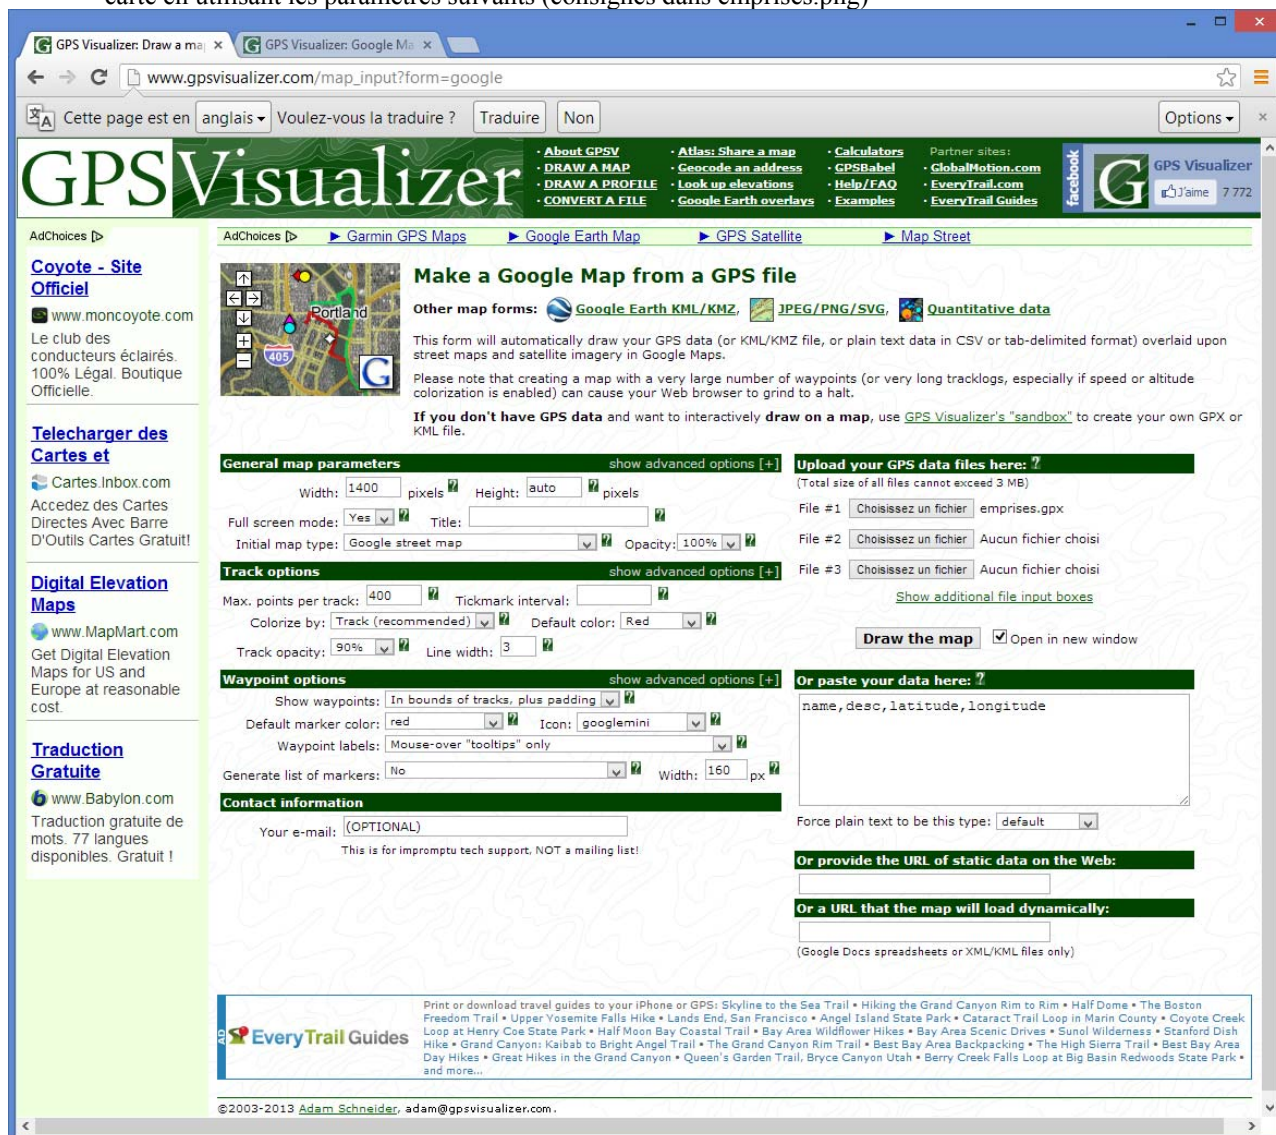 carte en utilisant les paramètres suivants (consignés dans emprises.png)
GPS Visualizer: Draw a ma
GPS Visualizer: Google Ma
www.gpsvisualizer.com/map_input?form=google
Cette page est en anglais Voulez-vous la traduire ? Traduire Non Options
GPSVisualizer
· About GPSV
· DRAW A MAP
· DRAW A PROFILE
· CONVERT A FILE
· Atlas: Share a map
· Geocode an address
· Look up elevations
· Google Earth overlays
· Calculators
· GPSBabel
· Help/FAQ
· Examples
Partner sites:
· GlobalMotion.com
· EveryTrail.com
· EveryTrail Guides
facebook
GPS Visualizer
J'aime 7 772
AdChoices
Coyote - Site
Officiel
www.moncoyote.com
Le club des
conducteurs éclairés.
100% Légal. Boutique
Officielle.
Telecharger des
Cartes et
Cartes.Inbox.com
Accedez des Cartes
Directes Avec Barre
D'Outils Cartes Gratuit!
Digital Elevation
Maps
www.MapMart.com
Get Digital Elevation
Maps for US and
Europe at reasonable
cost.
Traduction
Gratuite
www.Babylon.com
Traduction gratuite de
mots. 77 langues
disponibles. Gratuit !
AdChoices ► Garmin GPS Maps ► Google Earth Map ► GPS Satellite ► Map Street
Portland
405
G
Make a Google Map from a GPS file
Other map forms: Google Earth KML/KMZ, JPEG/PNG/SVG, Quantitative data
This form will automatically draw your GPS data (or KML/KMZ file, or plain text data in CSV or tab-delimited format) overlaid upon
street maps and satellite imagery in Google Maps.
Please note that creating a map with a very large number of waypoints (or very long tracklogs, especially if speed or altitude
colorization is enabled) can cause your Web browser to grind to a halt.
If you don't have GPS data and want to interactively draw on a map, use GPS Visualizer's "sandbox" to create your own GPX or
KML file.
General map parameters show advanced options [+]
Width: 1400 pixels Height: auto pixels
Full screen mode: Yes Title:
Initial map type: Google street map Opacity: 100%
Track options show advanced options [+]
Max. points per track: 400 Tickmark interval:
Colorize by: Track (recommended) Default color: Red
Track opacity: 90% Line width: 3
Waypoint options show advanced options [+]
Show waypoints: In bounds of tracks, plus padding
Default marker color: red Icon: googlemini
Waypoint labels: Mouse-over "tooltips" only
Generate list of markers: No Width: 160 px
Contact information
Your e-mail: (OPTIONAL)
This is for impromptu tech support, NOT a mailing list!
Upload your GPS data files here: ?
(Total size of all files cannot exceed 3 MB)
File #1 Choisissez un fichier emprises.gpx
File #2 Choisissez un fichier Aucun fichier choisi
File #3 Choisissez un fichier Aucun fichier choisi
Show additional file input boxes
Draw the map Open in new window
Or paste your data here: ?
name,desc,latitude,longitude
Force plain text to be this type: default
Or provide the URL of static data on the Web:
Or a URL that the map will load dynamically:
(Google Docs spreadsheets or XML/KML files only)
AD
EveryTrail Guides
Print or download travel guides to your iPhone or GPS: Skyline to the Sea Trail • Hiking the Grand Canyon Rim to Rim • Half Dome • The Boston
Freedom Trail • Upper Yosemite Falls Hike • Lands End, San Francisco • Angel Island State Park • Cataract Trail Loop in Marin County • Coyote Creek
Loop at Henry Coe State Park • Half Moon Bay Coastal Trail • Bay Area Wildflower Hikes • Bay Area Scenic Drives • Sunol Wilderness • Stanford Dish
Hike • Grand Canyon: Kaibab to Bright Angel Trail • The Grand Canyon Rim Trail • Best Bay Area Backpacking • The High Sierra Trail • Best Bay Area
Day Hikes • Great Hikes in the Grand Canyon • Queen's Garden Trail, Bryce Canyon Utah • Berry Creek Falls Loop at Big Basin Redwoods State Park •
and more...
©2003-2013 Adam Schneider, adam@gpsvisualizer.com.